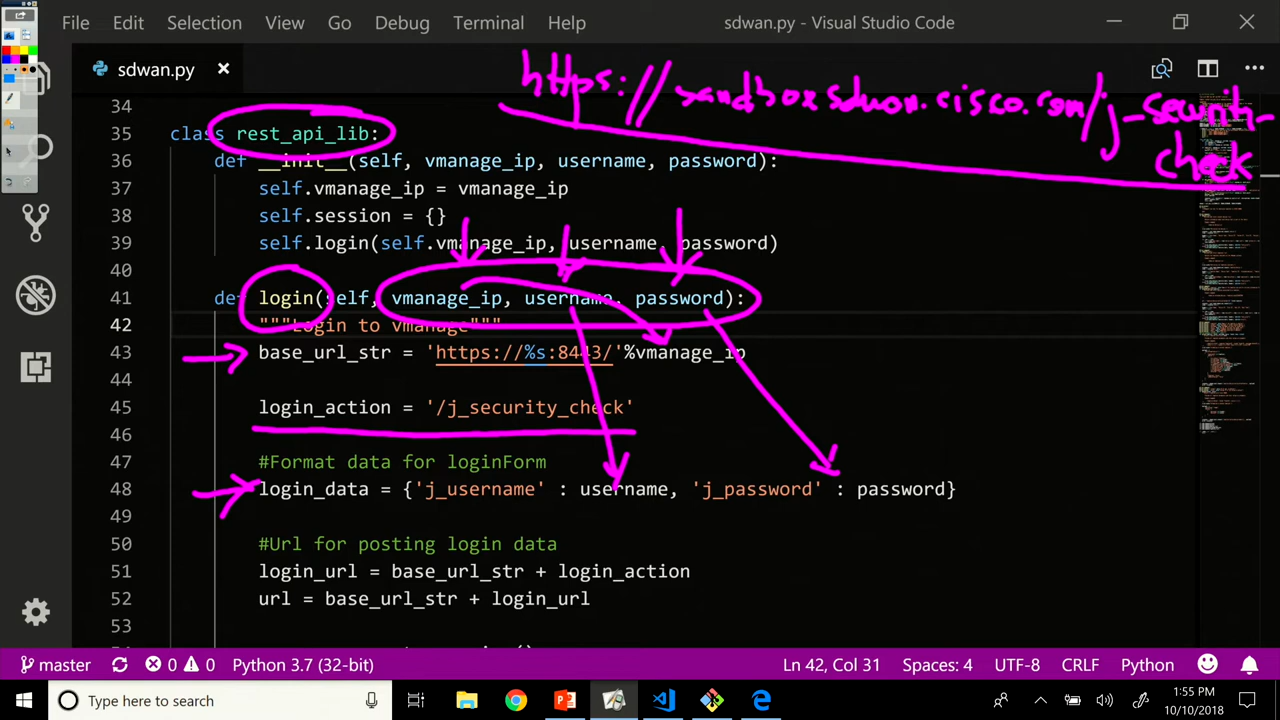 File Edit Selection View Go Debug Terminal Help sdwan.py - Visual Studio Code
sdwan.py
https://sandboxsdwan.cisco.com/j_security_
check
34
35 class rest_api_lib:
36 def __init__(self, vmanage_ip, username, password):
37 self.vmanage_ip = vmanage_ip
38 self.session = {}
39 self.login(self.vmanage_ip, username, password)
40
41 def login(self, vmanage_ip, username, password):
42 """Login to vmanage"""
43 base_url_str = 'https://%s:8443/'%vmanage_ip
44
45 login_action = '/j_security_check'
46
47 #Format data for loginForm
48 login_data = {'j_username' : username, 'j_password' : password}
49
50 #Url for posting login data
51 login_url = base_url_str + login_action
52 url = base_url_str + login_url
53
master 0 0 Python 3.7 (32-bit) Ln 42, Col 31 Spaces: 4 UTF-8 CRLF Python
Type here to search
1:55 PM
10/10/2018